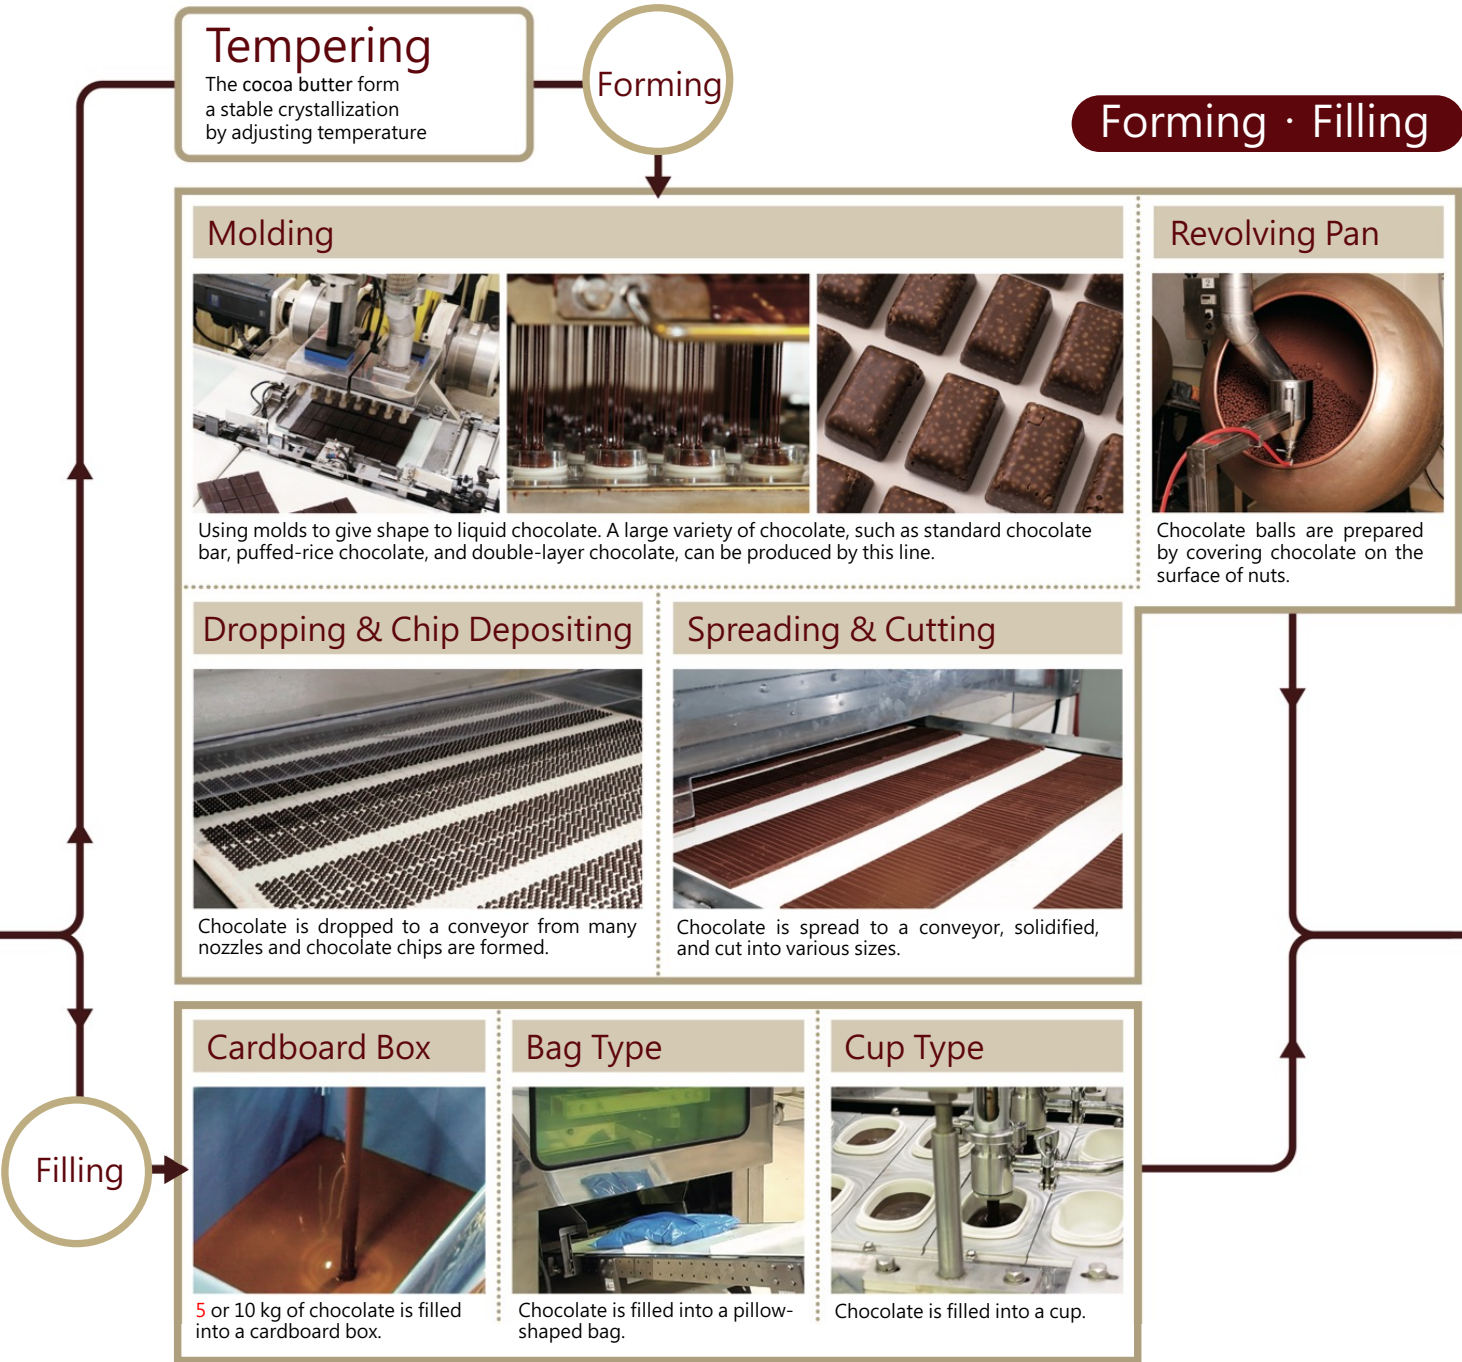 Tempering
The cocoa butter form
a stable crystallization
by adjusting temperature
Forming
Forming · Filling
Molding
Using molds to give shape to liquid chocolate. A large variety of chocolate, such as standard chocolate
bar, puffed-rice chocolate, and double-layer chocolate, can be produced by this line.
Revolving Pan
Chocolate balls are prepared
by covering chocolate on the
surface of nuts.
Dropping & Chip Depositing
Chocolate is dropped to a conveyor from many
nozzles and chocolate chips are formed.
Spreading & Cutting
Chocolate is spread to a conveyor, solidified,
and cut into various sizes.
Filling
Cardboard Box
5 or 10 kg of chocolate is filled
into a cardboard box.
Bag Type
Chocolate is filled into a pillow-
shaped bag.
Cup Type
Chocolate is filled into a cup.